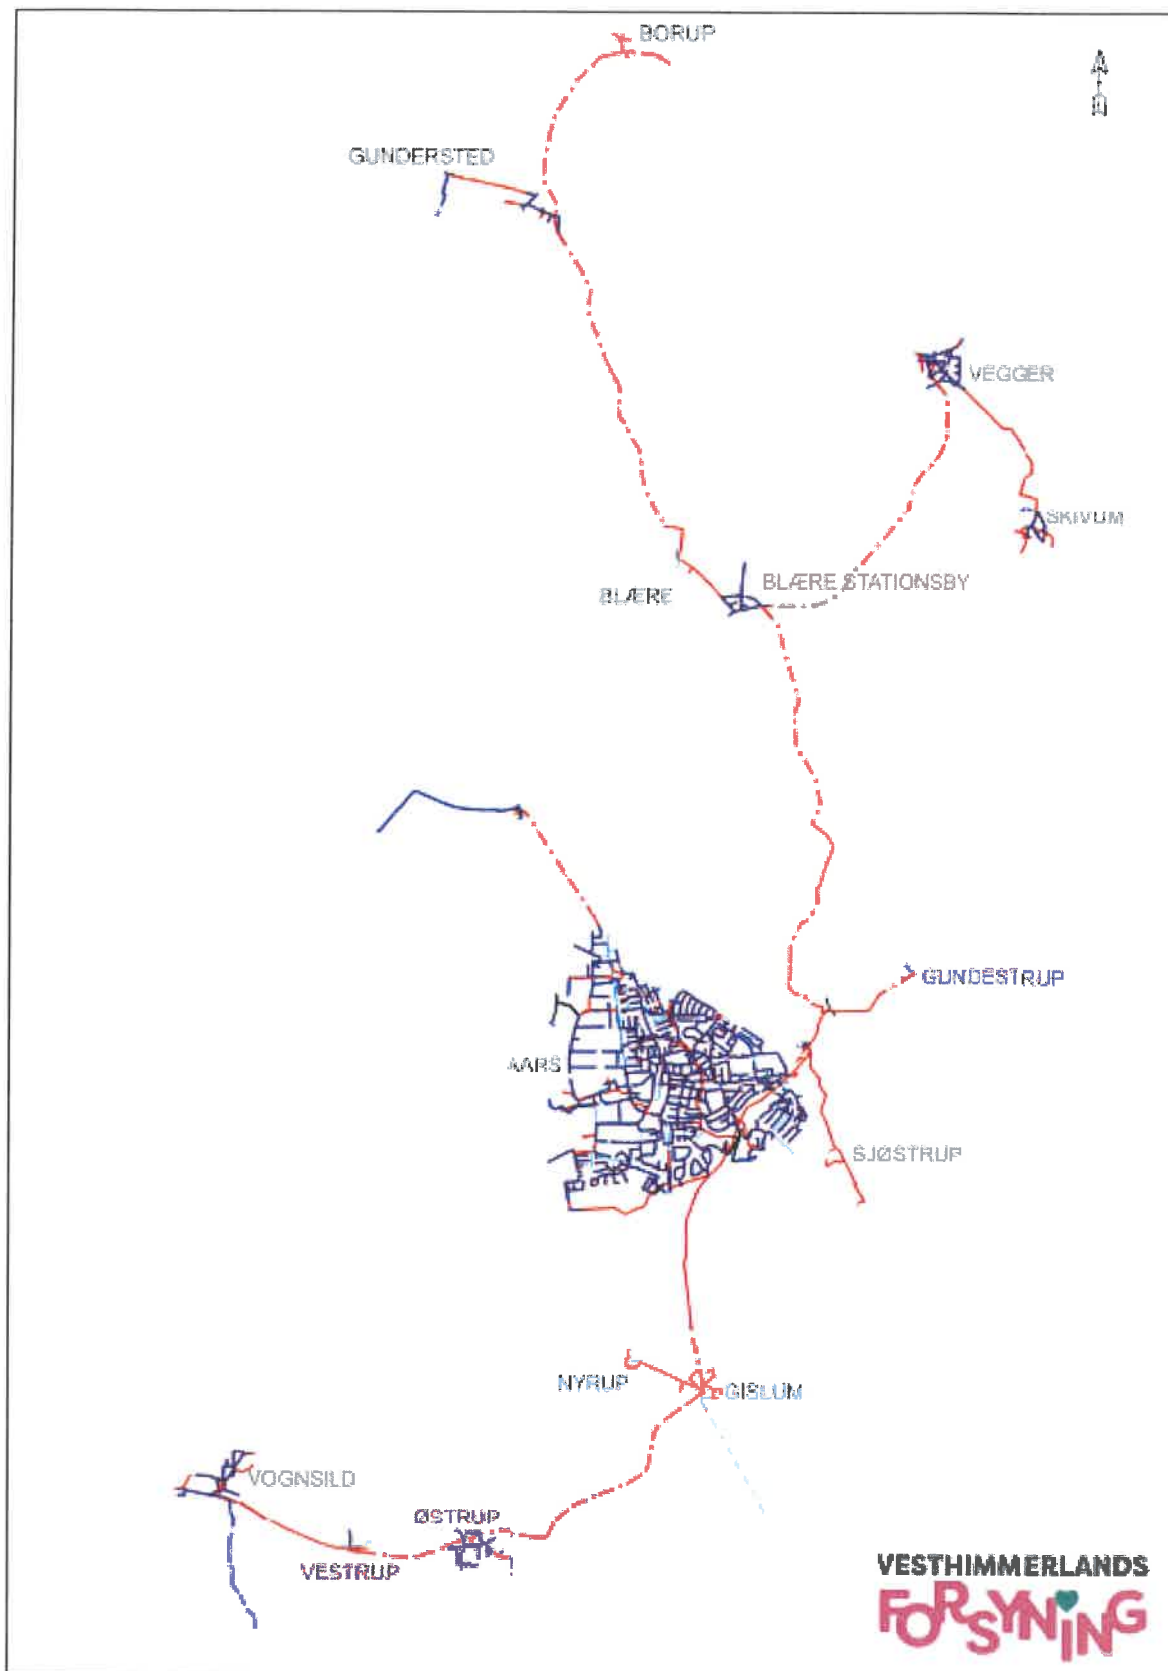 BORUP
GUNDERSTED
VEGGER
SKIVUM
BLÆRE STATIONSBY
BLÆRE
GUNDESTRUP
AARS
SJØSTRUP
NYRUP
GISLUM
VOGNSILD
ØSTRUP
VESTRUP
VESTHIMMERLANDS
FORSYNING